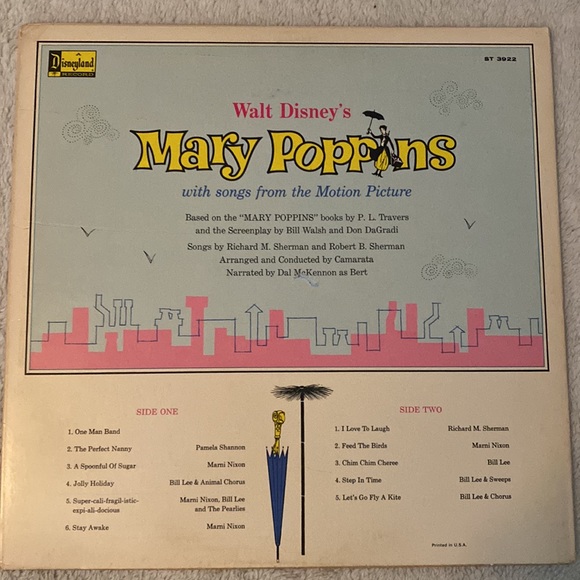 Disneyland
RECORD
ST 3922
Walt Disney's
Mary Poppins
with songs from the Motion Picture
Based on the "MARY POPPINS" books by P. L. Travers
and the Screenplay by Bill Walsh and Don DaGradi
Songs by Richard M. Sherman and Robert B. Sherman
Arranged and Conducted by Camarata
Narrated by Dal McKennon as Bert
SIDE ONE
1. One Man Band
2. The Perfect Nanny Pamela Shannon
3. A Spoonful Of Sugar Marni Nixon
4. Jolly Holiday Bill Lee & Animal Chorus
5. Super-cali-fragil-istic- Marni Nixon, Bill Lee
expi-ali-docious and The Pearlies
6. Stay Awake Marni Nixon
SIDE TWO
1. I Love To Laugh Richard M. Sherman
2. Feed The Birds Marni Nixon
3. Chim Chim Cheree Bill Lee
4. Step In Time Bill Lee & Sweeps
5. Let's Go Fly A Kite Bill Lee & Chorus
Printed in U.S.A.